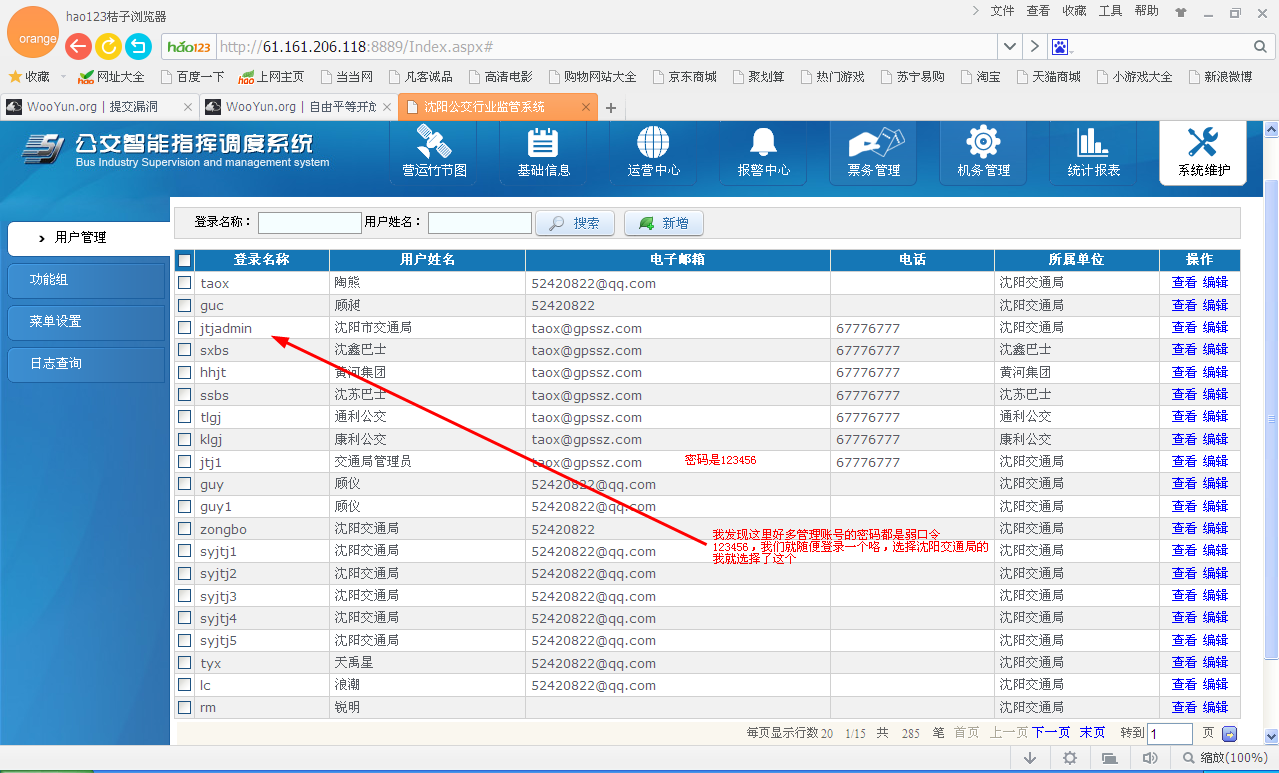 hao123桔子浏览器
文件 查看 收藏 工具 帮助
orange
hao123 http://61.161.206.118:8889/Index.aspx#
收藏 网址大全 百度一下 上网主页 当当网 凡客诚品 高清电影 购物网站大全 京东商城 聚划算 热门游戏 苏宁易购 淘宝 天猫商城 小游戏大全 新浪微博
WooYun.org | 提交漏洞 WooYun.org | 自由平等开放 沈阳公交行业监管系统
公交智能指挥调度系统
Bus Industry Supervision and management system
营运竹节图 基础信息 运营中心 报警中心 票务管理 机务管理 统计报表 系统维护
用户管理
功能组
菜单设置
日志查询
登录名称： 用户姓名： 搜索 新增
登录名称 用户姓名 电子邮箱 电话 所属单位 操作
taox 陶熊 52420822@qq.com 沈阳交通局 查看 编辑
guc 顾昶 52420822 沈阳交通局 查看 编辑
jtjadmin 沈阳市交通局 taox@gpssz.com 67776777 沈阳交通局 查看 编辑
sxbs 沈鑫巴士 taox@gpssz.com 67776777 沈鑫巴士 查看 编辑
hhjt 黄河集团 taox@gpssz.com 67776777 黄河集团 查看 编辑
ssbs 沈苏巴士 taox@gpssz.com 67776777 沈苏巴士 查看 编辑
tlgj 通利公交 taox@gpssz.com 67776777 通利公交 查看 编辑
klgj 康利公交 taox@gpssz.com 67776777 康利公交 查看 编辑
jtj1 交通局管理员 taox@gpssz.com 密码是123456 67776777 沈阳交通局 查看 编辑
guy 顾仪 52420822@qq.com 沈阳交通局 查看 编辑
guy1 顾仪 52420822@qq.com 沈阳交通局 查看 编辑
zongbo 沈阳交通局 52420822 沈阳交通局 查看 编辑
syjtj1 沈阳交通局 52420822@qq.com 沈阳交通局 查看 编辑
syjtj2 沈阳交通局 52420822@qq.com 沈阳交通局 查看 编辑
syjtj3 沈阳交通局 52420822@qq.com 沈阳交通局 查看 编辑
syjtj4 沈阳交通局 52420822@qq.com 沈阳交通局 查看 编辑
syjtj5 沈阳交通局 52420822@qq.com 沈阳交通局 查看 编辑
tyx 天禹星 52420822@qq.com 沈阳交通局 查看 编辑
lc 浪潮 52420822@qq.com 沈阳交通局 查看 编辑
rm 锐明 沈阳交通局 查看 编辑
我发现这里好多管理账号的密码都是弱口令
123456，我们就随便登录一个咯，选择沈阳交通局的
我就选择了这个
每页显示行数 20 1/15 共 285 笔 首页 上一页 下一页 末页 转到 1 页
缩放(100%)